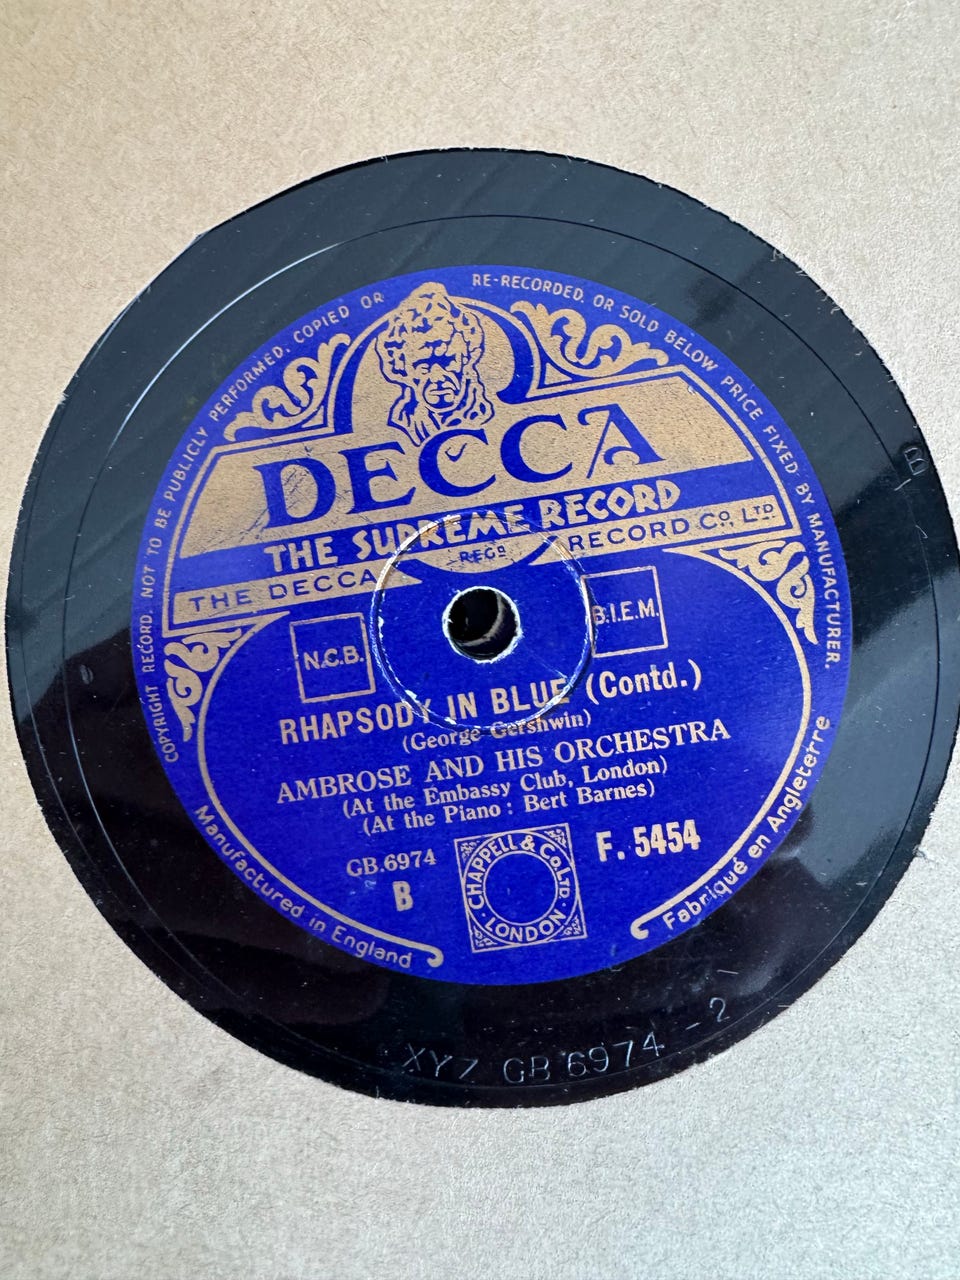 COPYRIGHT RECORD. NOT TO BE PUBLICLY PERFORMED. COPIED OR RE-RECORDED. OR SOLD BELOW PRICE FIXED BY MANUFACTURER.
DECCA
THE SUPREME RECORD
THE DECCA REGD RECORD CO. LTD
N.C.B.
B.I.E.M.
RHAPSODY IN BLUE (Contd.)
(George Gershwin)
AMBROSE AND HIS ORCHESTRA
(At the Embassy Club, London)
(At the Piano: Bert Barnes)
GB.6974
B
CHAPPELL & CO. LTD. · LONDON ·
F. 5454
Manufactured in England
Fabriqué en Angleterre
XYZ GB 6974 - 2
B